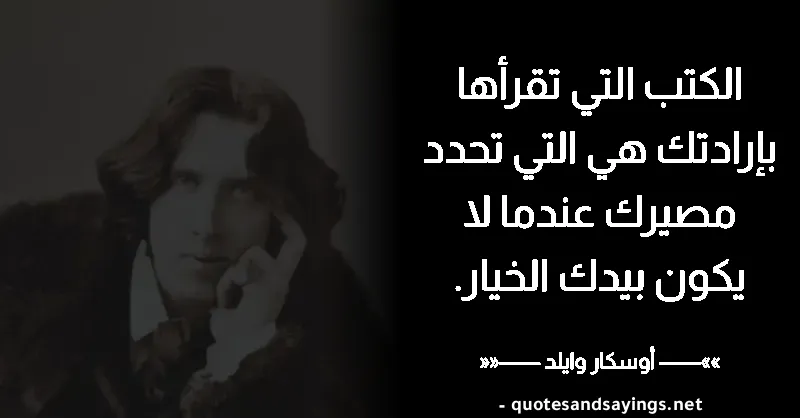 الكتب التي تقرأها
بإرادتك هي التي تحدد
مصيرك عندما لا
يكون بيدك الخيار.
»»—— أوسكار وايلد ——««
- quotesandsayings.net